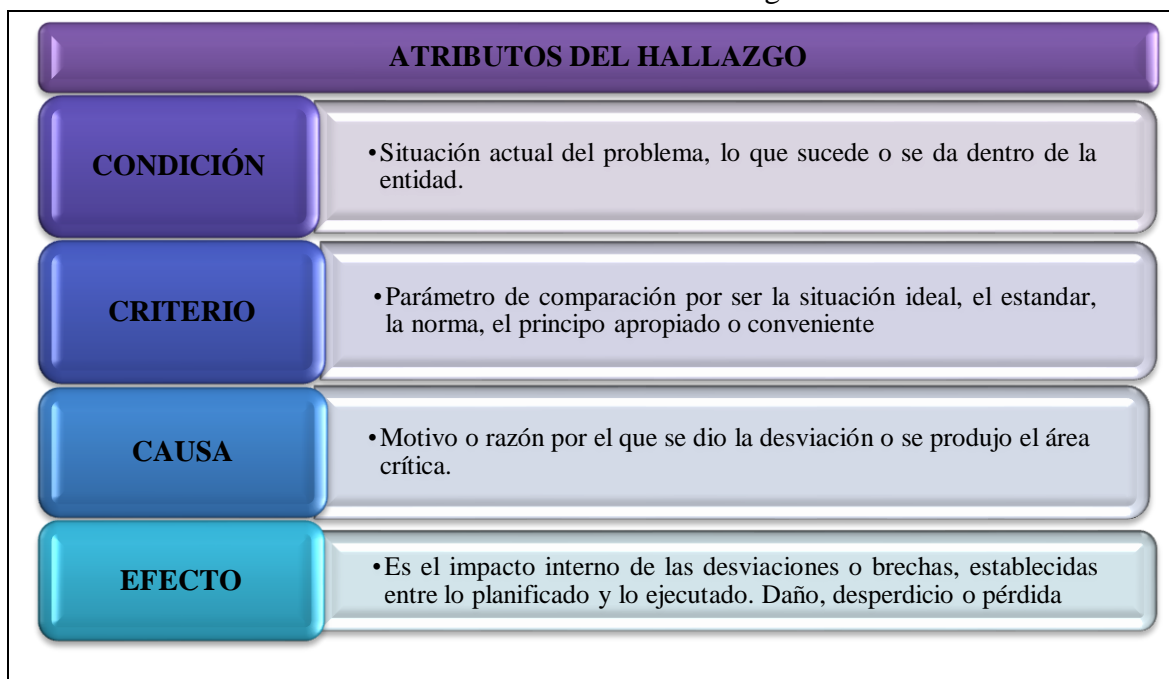 ATRIBUTOS DEL HALLAZGO
CONDICIÓN
•Situación actual del problema, lo que sucede o se da dentro de la
entidad.
CRITERIO
•Parámetro de comparación por ser la situación ideal, el estandar,
la norma, el principo apropiado o conveniente
CAUSA
•Motivo o razón por el que se dio la desviación o se produjo el área
crítica.
EFECTO
•Es el impacto interno de las desviaciones o brechas, establecidas
entre lo planificado y lo ejecutado. Daño, desperdicio o pérdida